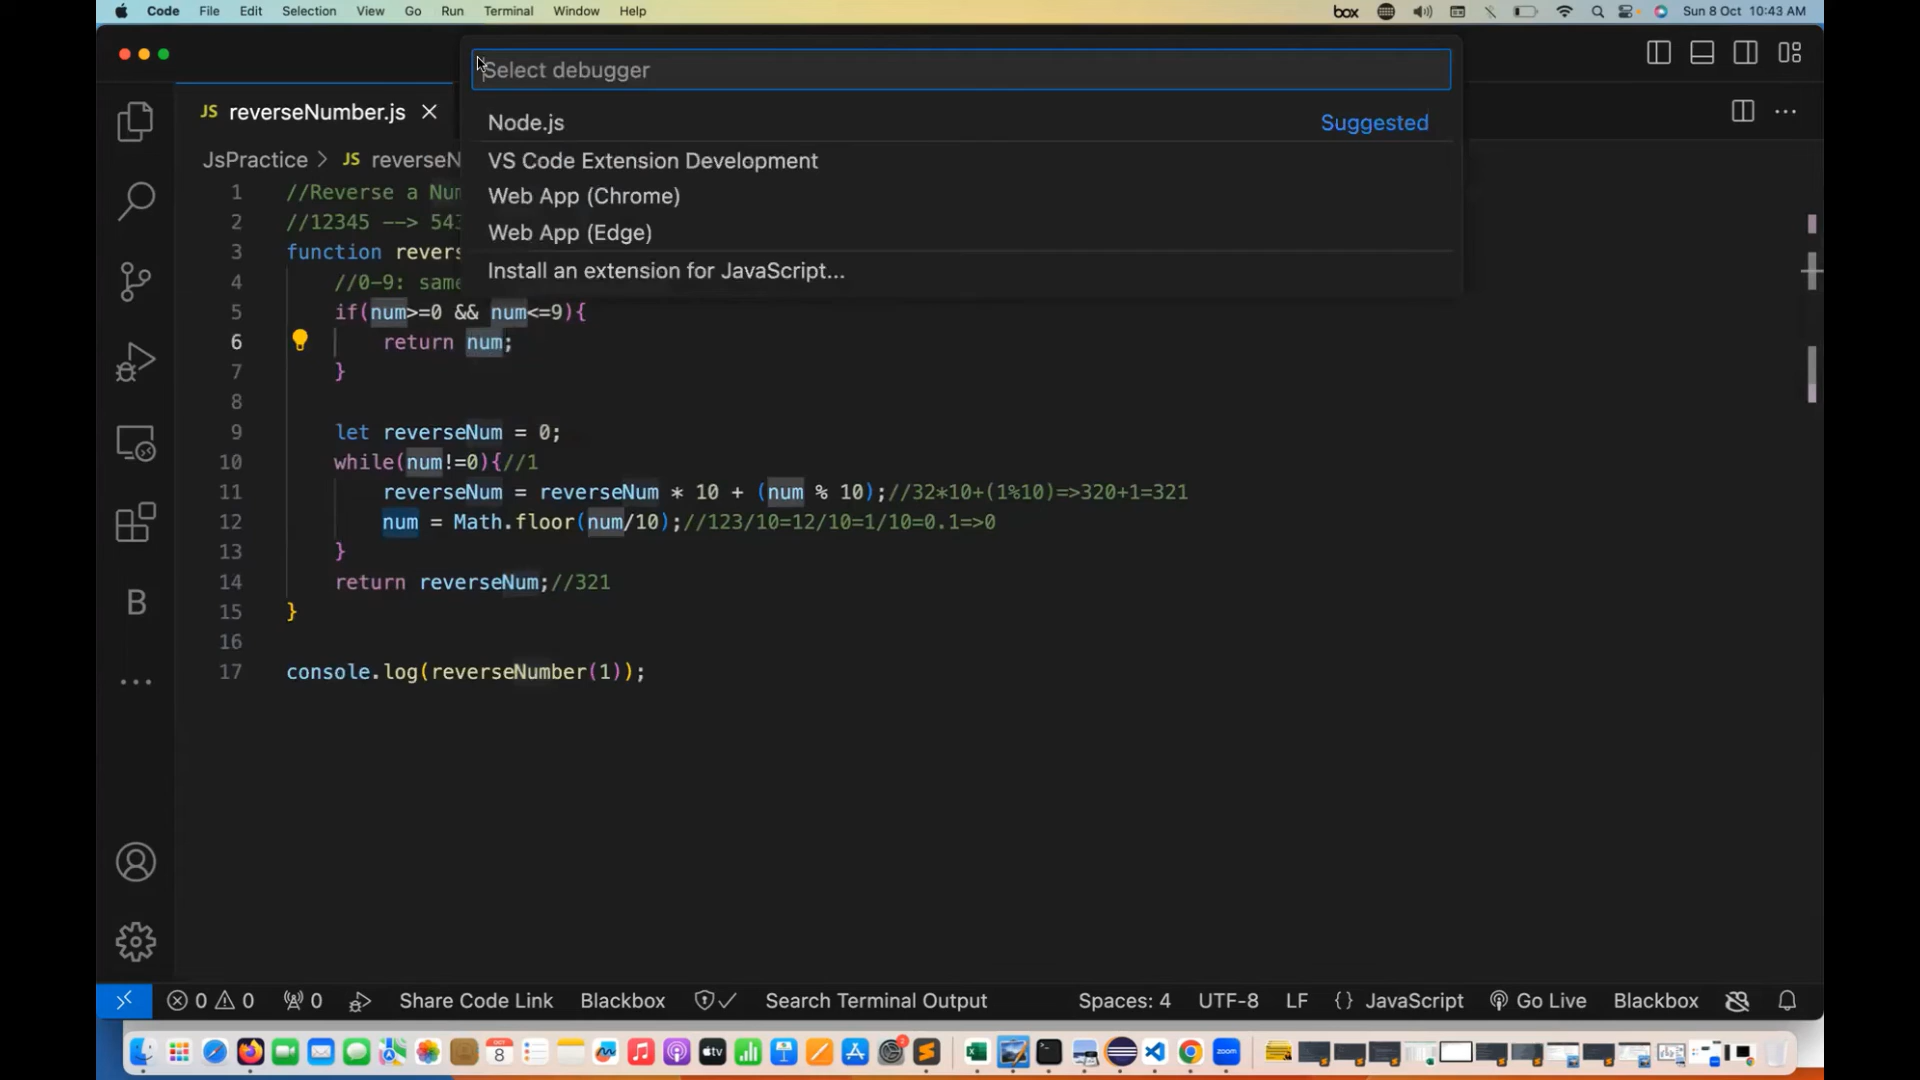 Code File Edit Selection View Go Run Terminal Window Help box Sun 8 Oct 10:43 AM
Select debugger
Node.js Suggested
VS Code Extension Development
Web App (Chrome)
Web App (Edge)
Install an extension for JavaScript...
JS reverseNumber.js
JsPractice > JS reverseN
1 //Reverse a Num
2 //12345 --> 543
3 function revers
4 //0-9: same
5 if(num>=0 && num<=9){
6 return num;
7 }
8
9 let reverseNum = 0;
10 while(num!=0){//1
11 reverseNum = reverseNum * 10 + (num % 10);//32*10+(1%10)=>320+1=321
12 num = Math.floor(num/10);//123/10=12/10=1/10=0.1=>0
13 }
14 return reverseNum;//321
15 }
16
17 console.log(reverseNumber(1));
B
0 0 0 Share Code Link Blackbox Search Terminal Output Spaces: 4 UTF-8 LF {} JavaScript Go Live Blackbox
OCT 8 tv 2 zoom